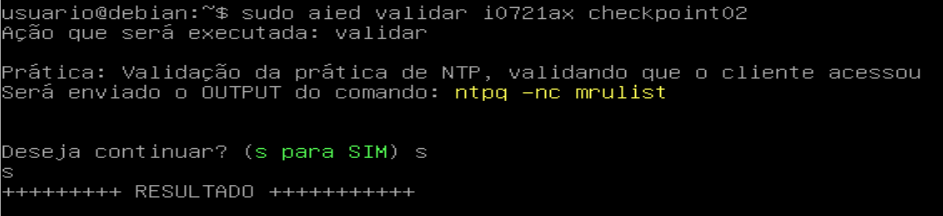 usuario@debian:~$ sudo aied validar i0721ax checkpoint02
Ação que será executada: validar
Prática: Validação da prática de NTP, validando que o cliente acessou
Será enviado o OUTPUT do comando: ntpq -nc mrulist
Deseja continuar? (s para SIM) s
s
+++++++++ RESULTADO +++++++++++